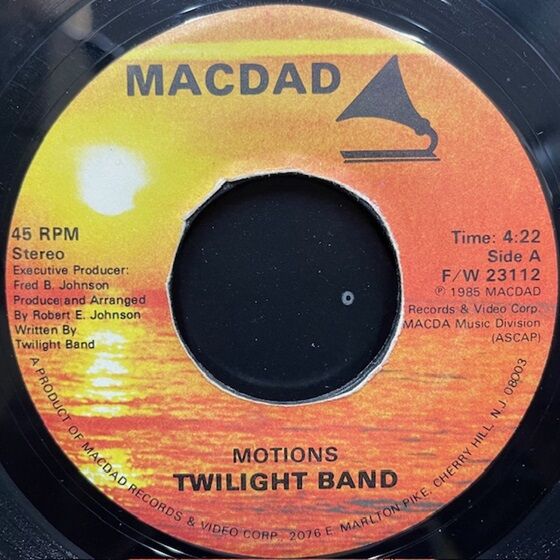 MACDAD
45 RPM
Stereo
Executive Producer:
Fred B. Johnson
Produce and Arranged
By Robert E. Johnson
Written By
Twilight Band
Time: 4:22
Side A
F/W 23112
℗ 1985 MACDAD
Records & Video Corp.
MACDA Music Division
(ASCAP)
MOTIONS
TWILIGHT BAND
A PRODUCT OF MACDAD RECORDS & VIDEO CORP., 2076 E. MARLTON PIKE, CHERRY HILL, N.J. 08003